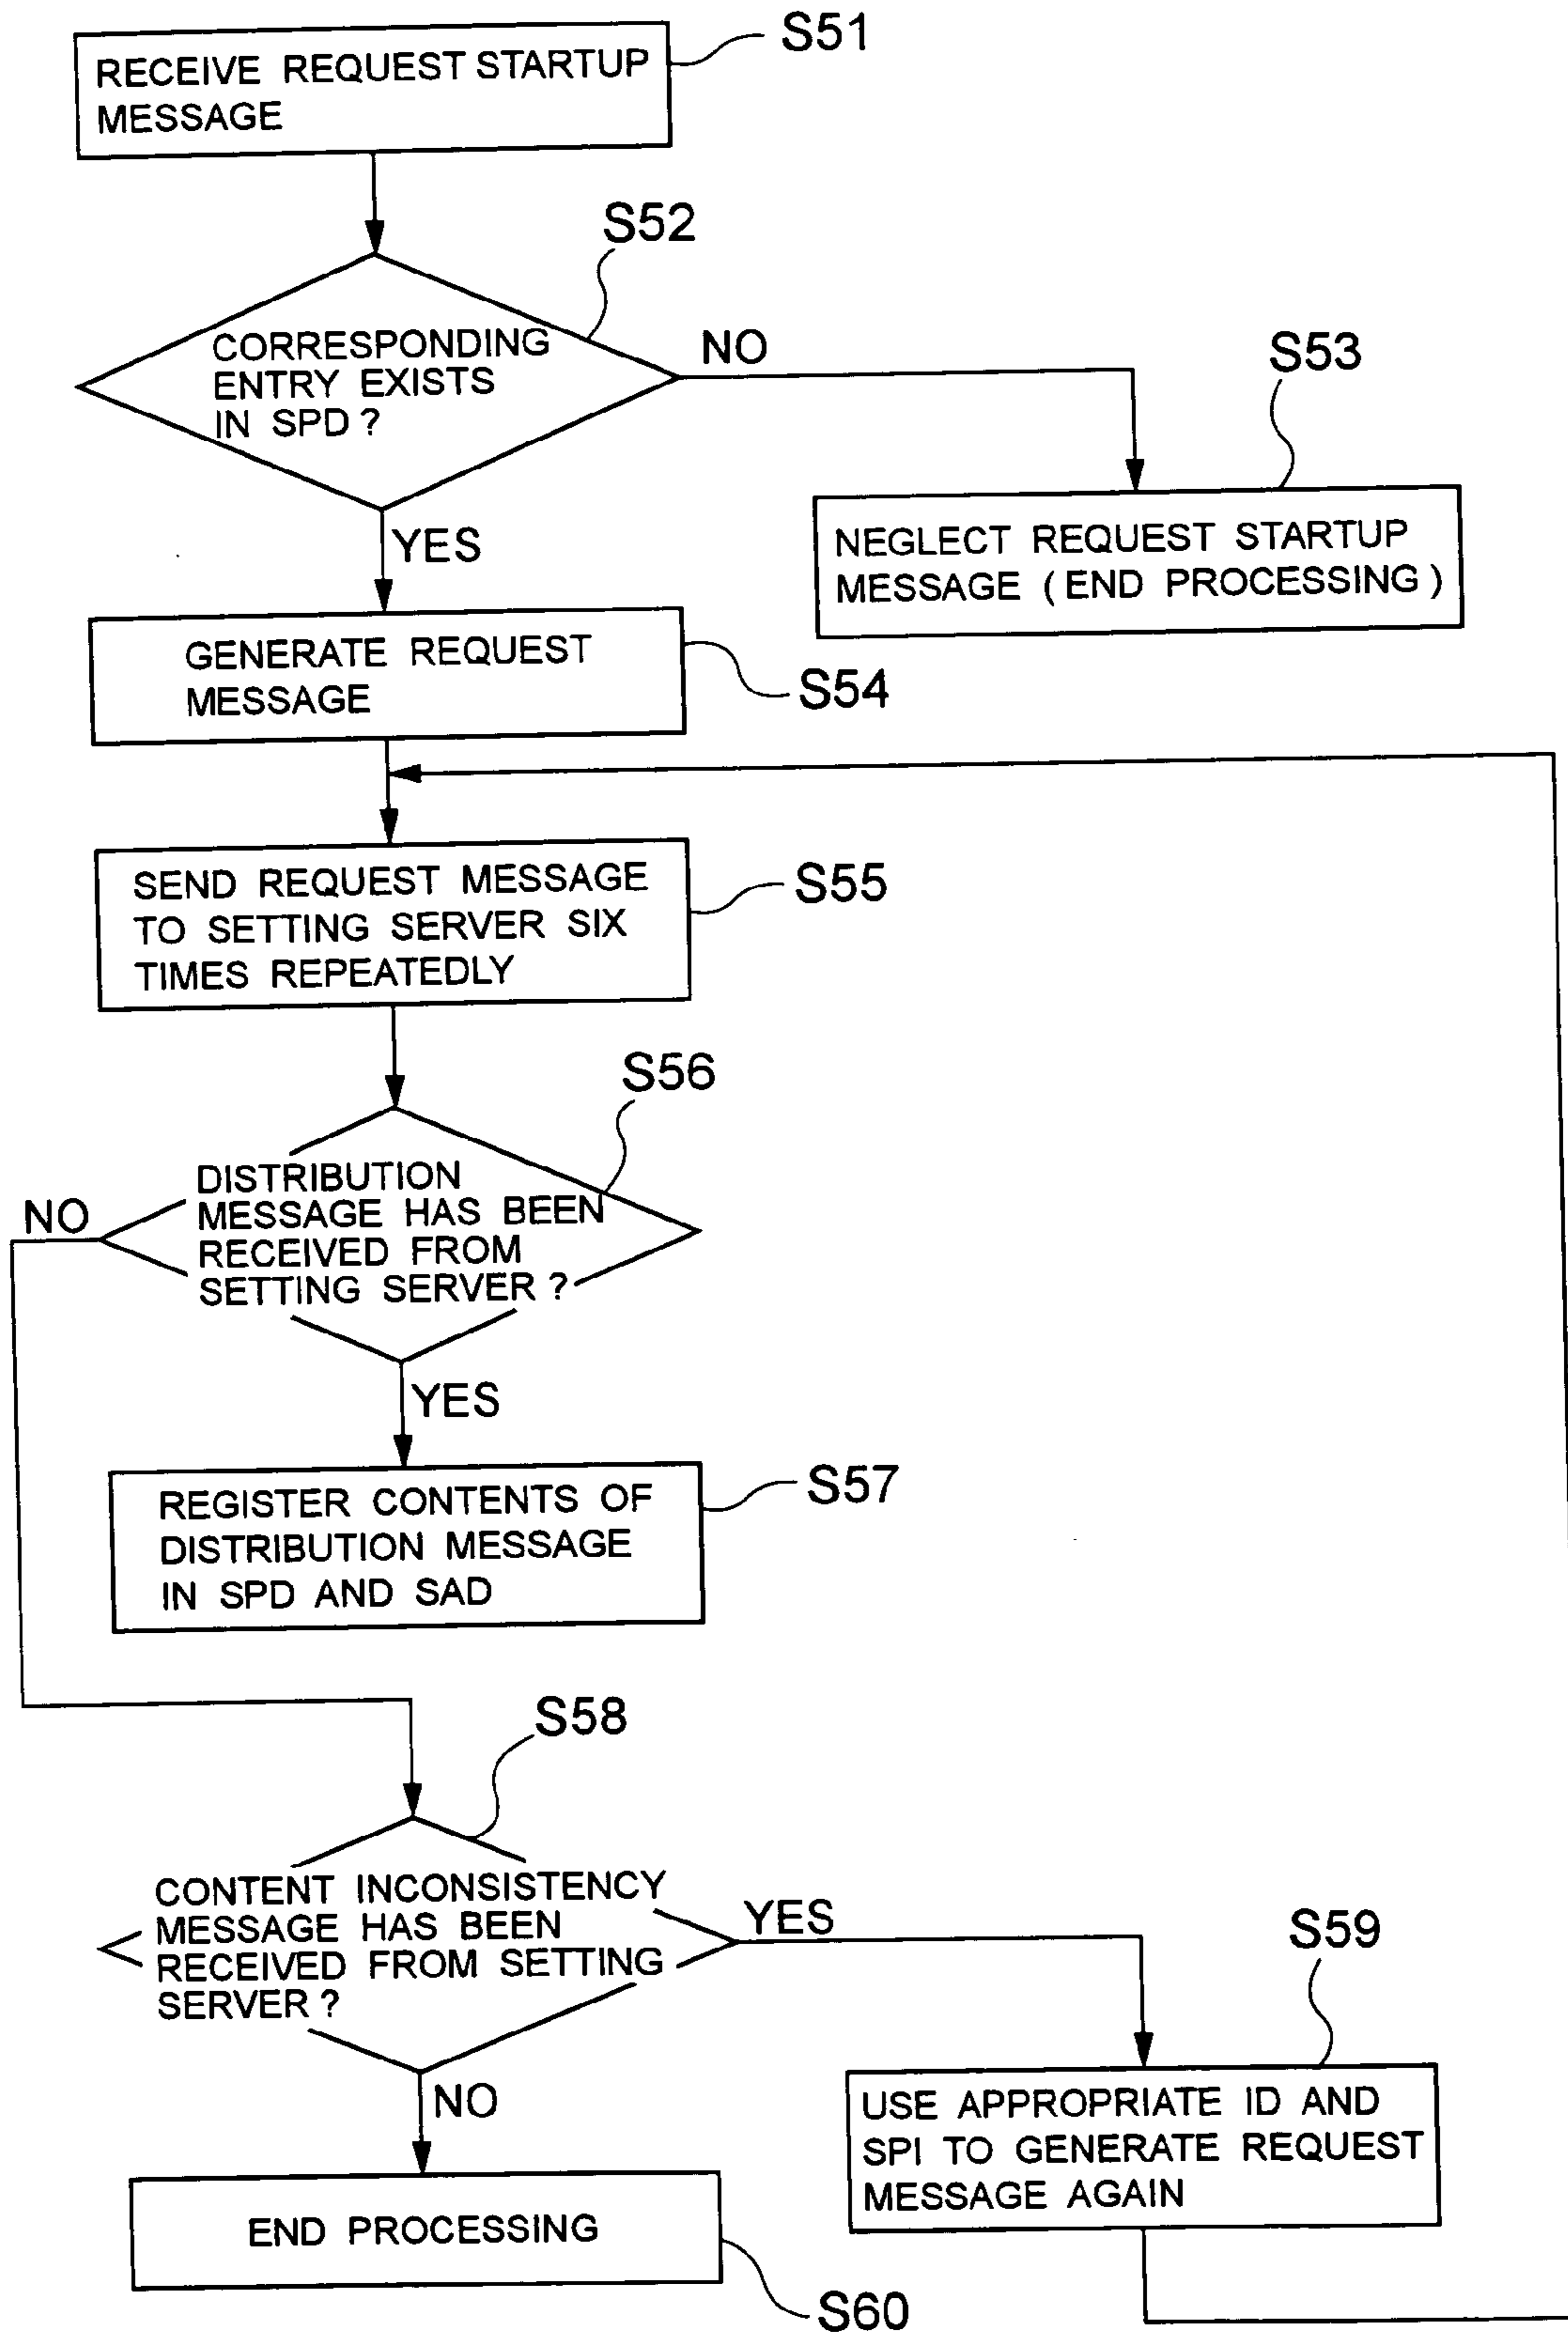 S51
RECEIVE REQUEST STARTUP
MESSAGE
S52
CORRESPONDING
ENTRY EXISTS
IN SPD ?
NO
S53
NEGLECT REQUEST STARTUP
MESSAGE ( END PROCESSING )
YES
GENERATE REQUEST
MESSAGE
S54
SEND REQUEST MESSAGE
TO SETTING SERVER SIX
TIMES REPEATEDLY
S55
S56
DISTRIBUTION
MESSAGE HAS BEEN
RECEIVED FROM
SETTING SERVER ?
NO
YES
REGISTER CONTENTS OF
DISTRIBUTION MESSAGE
IN SPD AND SAD
S57
S58
CONTENT INCONSISTENCY
MESSAGE HAS BEEN
RECEIVED FROM SETTING
SERVER ?
YES
S59
USE APPROPRIATE ID AND
SPI TO GENERATE REQUEST
MESSAGE AGAIN
NO
END PROCESSING
S60